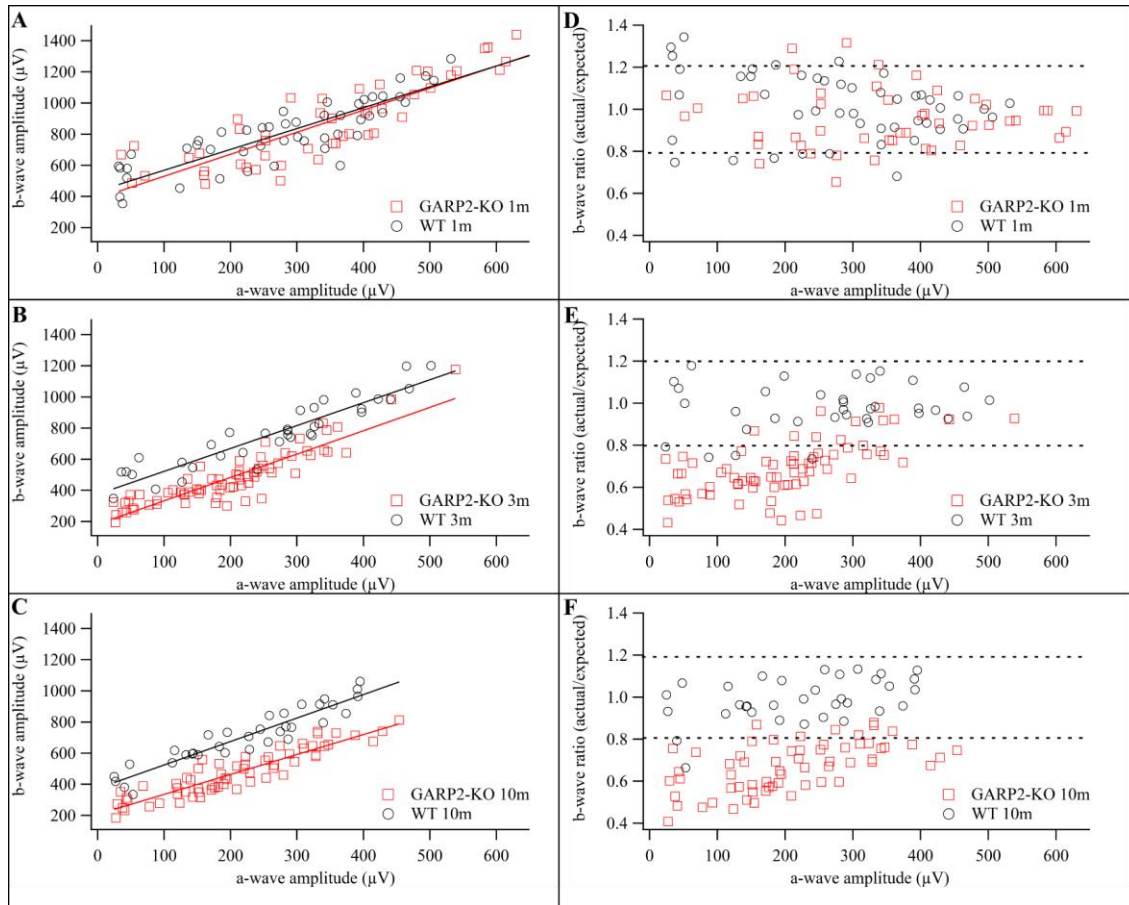 A
b-wave amplitude (µV)
1400
1200
1000
800
600
400
200
GARP2-KO 1m
WT 1m
0 100 200 300 400 500 600
a-wave amplitude (µV)
D
b-wave ratio (actual/expected)
1.4
1.2
1.0
0.8
0.6
0.4
GARP2-KO 1m
WT 1m
0 100 200 300 400 500 600
a-wave amplitude (µV)
B
b-wave amplitude (µV)
1400
1200
1000
800
600
400
200
GARP2-KO 3m
WT 3m
0 100 200 300 400 500 600
a-wave amplitude (µV)
E
b-wave ratio (actual/expected)
1.4
1.2
1.0
0.8
0.6
0.4
GARP2-KO 3m
WT 3m
0 100 200 300 400 500 600
a-wave amplitude (µV)
C
b-wave amplitude (µV)
1400
1200
1000
800
600
400
200
GARP2-KO 10m
WT 10m
0 100 200 300 400 500 600
a-wave amplitude (µV)
F
b-wave ratio (actual/expected)
1.4
1.2
1.0
0.8
0.6
0.4
GARP2-KO 10m
WT 10m
0 100 200 300 400 500 600
a-wave amplitude (µV)